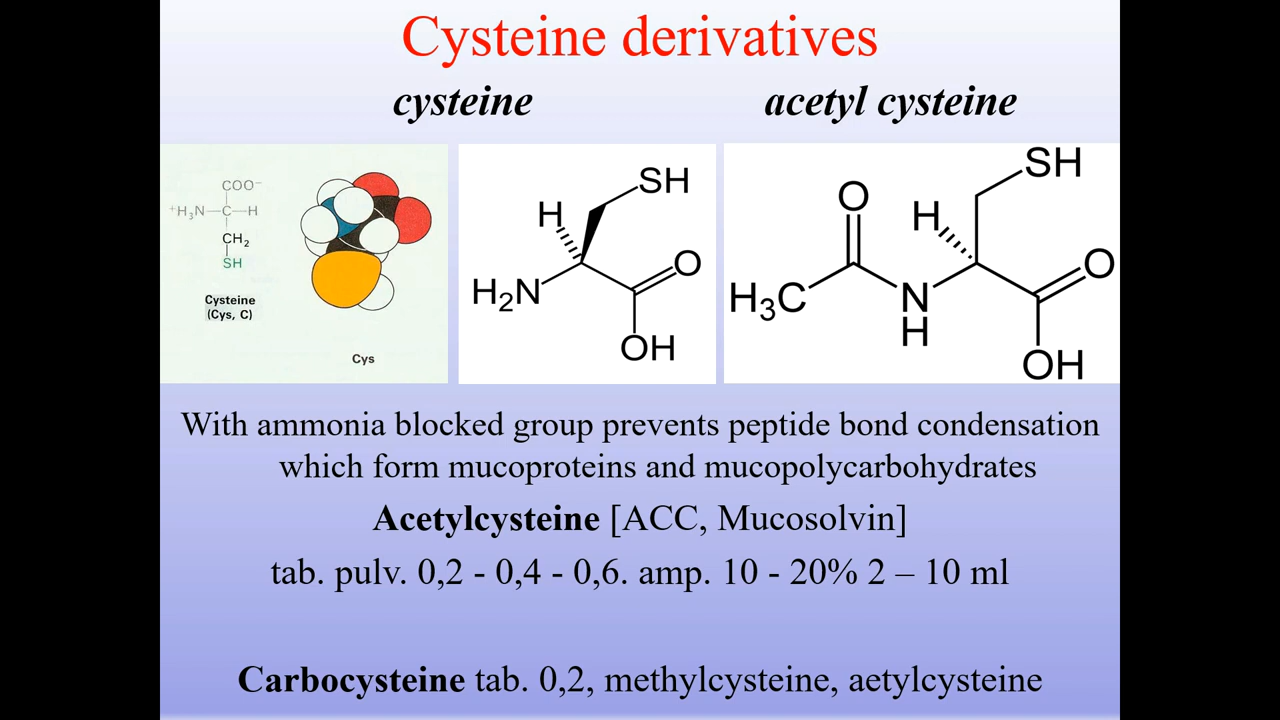 Cysteine derivatives
cysteine
acetyl cysteine
COO⁻
⁺H₃N—C—H
CH₂
SH
Cysteine
(Cys, C)
Cys
SH
H
O
H₂N
OH
SH
O
H
O
H₃C
N
H
OH
With ammonia blocked group prevents peptide bond condensation
which form mucoproteins and mucopolycarbohydrates
Acetylcysteine [ACC, Mucosolvin]
tab. pulv. 0,2 - 0,4 - 0,6. amp. 10 - 20% 2 – 10 ml
Carbocysteine tab. 0,2, methylcysteine, aetylcysteine